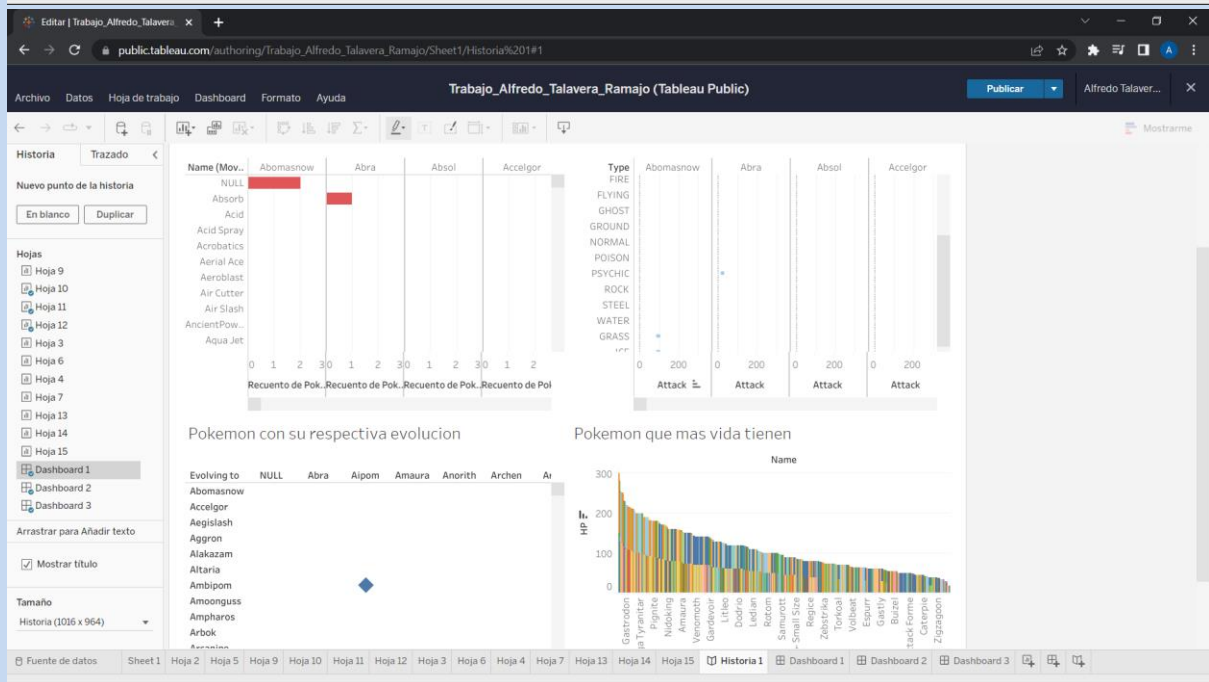 Editar | Trabajo_Alfredo_Talavera_
public.tableau.com/authoring/Trabajo_Alfredo_Talavera_Ramajo/Sheet1/Historia%201#1
A
Trabajo_Alfredo_Talavera_Ramajo (Tableau Public)
Archivo Datos Hoja de trabajo Dashboard Formato Ayuda
Publicar
Alfredo Talaver...
Mostrarme
Historia Trazado
Nuevo punto de la historia
En blanco Duplicar
Hojas
Hoja 9
Hoja 10
Hoja 11
Hoja 12
Hoja 3
Hoja 6
Hoja 4
Hoja 7
Hoja 13
Hoja 14
Hoja 15
Dashboard 1
Dashboard 2
Dashboard 3
Arrastrar para Añadir texto
Mostrar título
Tamaño
Historia (1016 x 964)
Name (Mov.. Abomasnow Abra Absol Accelgor
NULL
Absorb
Acid
Acid Spray
Acrobatics
Aerial Ace
Aeroblast
Air Cutter
Air Slash
AncientPow...
Aqua Jet
0 1 2 3 0 1 2 3 0 1 2 3 0 1 2
Recuento de Pok.. Recuento de Pok.. Recuento de Pok.. Recuento de Pok
Type Abomasnow Abra Absol Accelgor
FIRE
FLYING
GHOST
GROUND
NORMAL
POISON
PSYCHIC
ROCK
STEEL
WATER
GRASS
ICE
0 200 0 200 0 200 0 200
Attack Attack Attack Attack
Pokemon con su respectiva evolucion
Evolving to NULL Abra Aipom Amaura Anorith Archen
Abomasnow
Accelgor
Aegislash
Aggron
Alakazam
Altaria
Ambipom
Amoonguss
Ampharos
Arbok
Arcanine
Pokemon que mas vida tienen
Name
300
200
100
0
HP
Gastrodon
Tyranitar
Pignite
Nidoking
Amaura
Venomoth
Gardevoir
Litleo
Dodrio
Ledian
Rotom
Samurott
Small Size
Regice
Zebstrika
Torkoal
Volbeat
Espurr
Gastly
Buizel
Attack Forme
Caterpie
Zigzagoon
Fuente de datos Sheet 1 Hoja 2 Hoja 5 Hoja 9 Hoja 10 Hoja 11 Hoja 12 Hoja 3 Hoja 6 Hoja 4 Hoja 7 Hoja 13 Hoja 14 Hoja 15 Historia 1 Dashboard 1 Dashboard 2 Dashboard 3